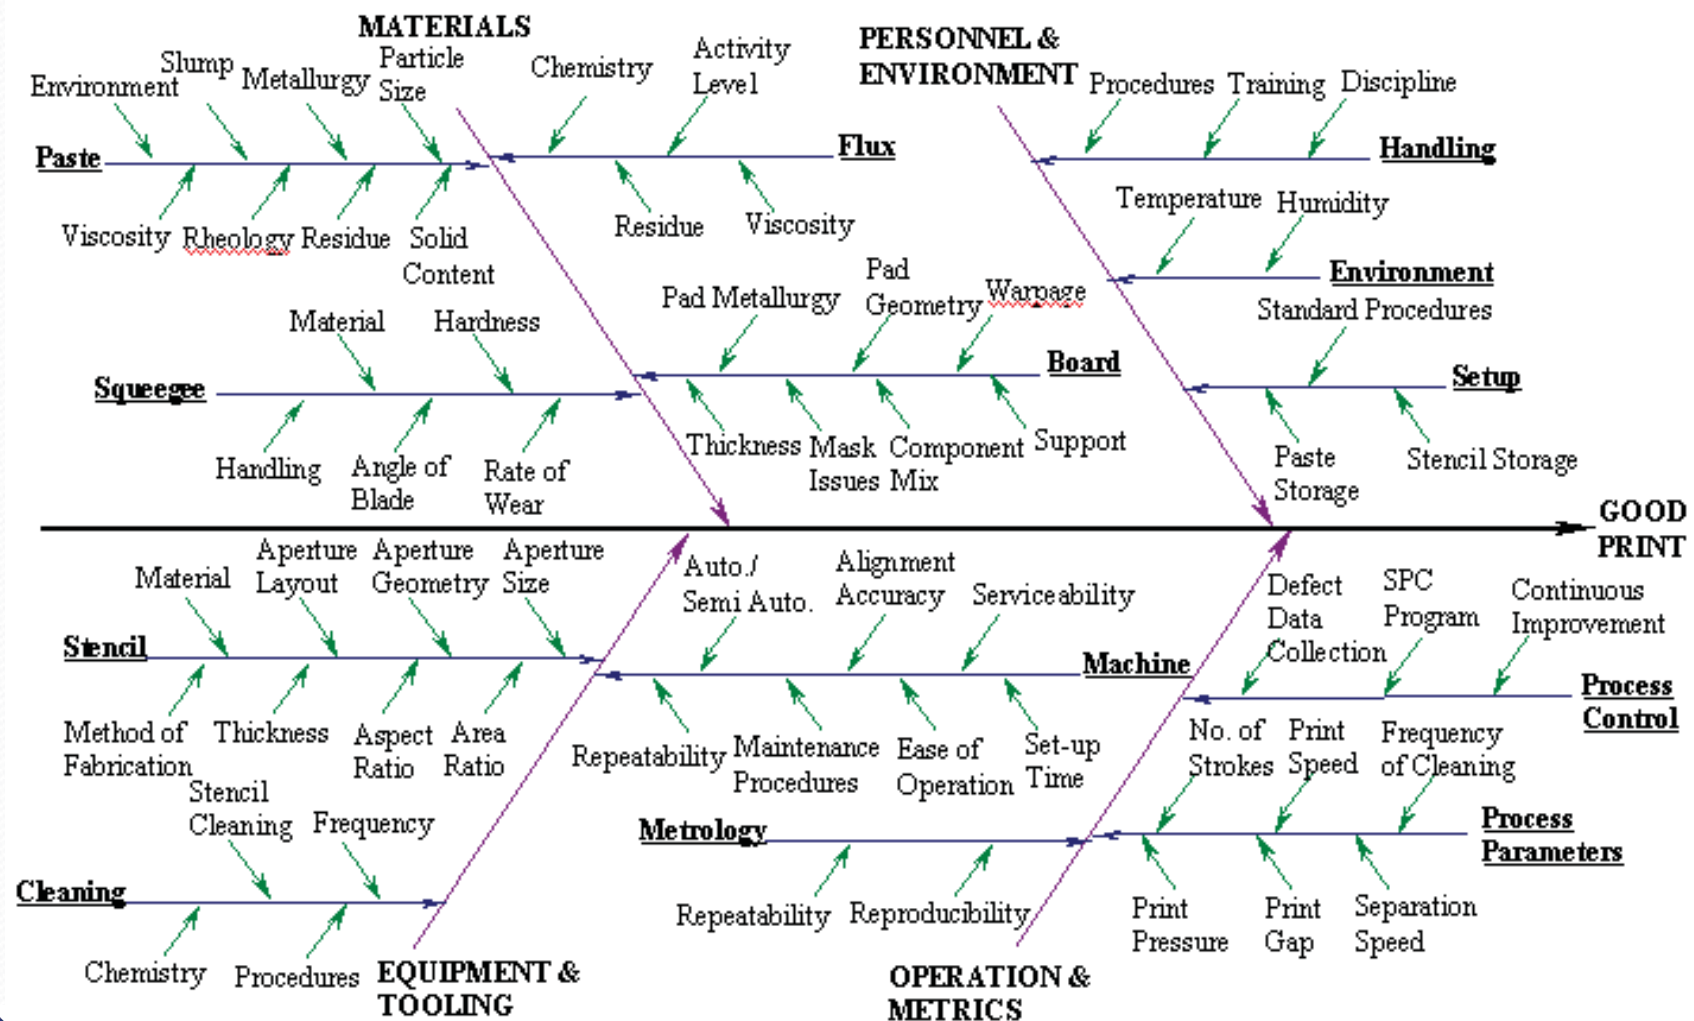 MATERIALS
Environment
Slump
Metallurgy
Particle
Size
Chemistry
Activity
Level
PERSONNEL &
ENVIRONMENT
Procedures
Training
Discipline
Paste
Flux
Handling
Viscosity
Rheology
Residue
Solid
Content
Residue
Viscosity
Temperature
Humidity
Environment
Material
Hardness
Pad Metallurgy
Pad
Geometry
Warpage
Standard Procedures
Squeegee
Board
Setup
Handling
Angle of
Blade
Rate of
Wear
Thickness
Mask
Issues
Component
Mix
Support
Paste
Storage
Stencil Storage
GOOD
PRINT
Material
Aperture
Layout
Aperture
Geometry
Aperture
Size
Auto./
Semi Auto.
Alignment
Accuracy
Serviceability
Defect
Data
Collection
SPC
Program
Continuous
Improvement
Stencil
Machine
Process
Control
Method of
Fabrication
Thickness
Aspect
Ratio
Area
Ratio
Repeatability
Maintenance
Procedures
Ease of
Operation
Set-up
Time
No. of
Strokes
Print
Speed
Frequency
of Cleaning
Stencil
Cleaning
Frequency
Metrology
Process
Parameters
Cleaning
Chemistry
Procedures
Repeatability
Reproducibility
Print
Pressure
Print
Gap
Separation
Speed
EQUIPMENT &
TOOLING
OPERATION &
METRICS